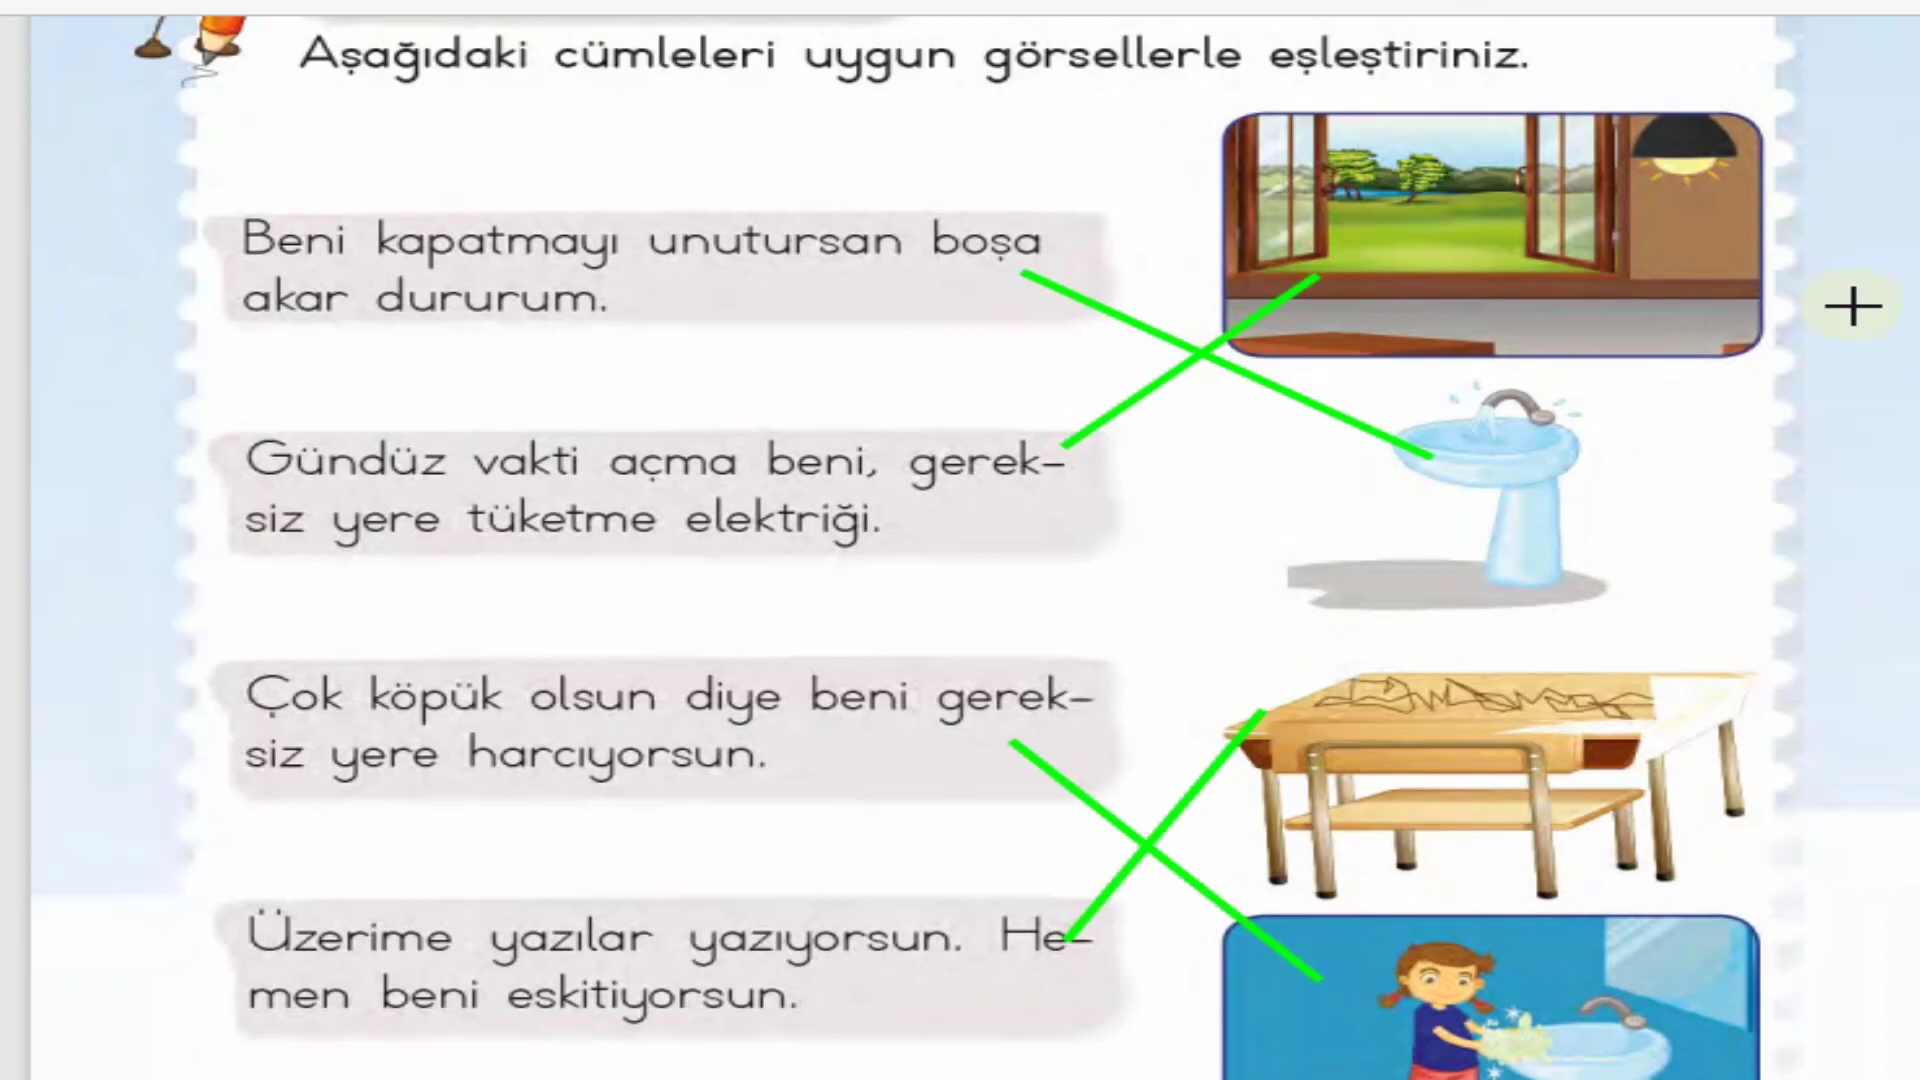 Aşağıdaki cümleleri uygun görsellerle eşleştiriniz.
Beni kapatmayı unutursan boşa
akar dururum.
Gündüz vakti açma beni, gerek-
siz yere tüketme elektriği.
Çok köpük olsun diye beni gerek-
siz yere harcıyorsun.
Üzerime yazılar yazıyorsun. He-
men beni eskitiyorsun.